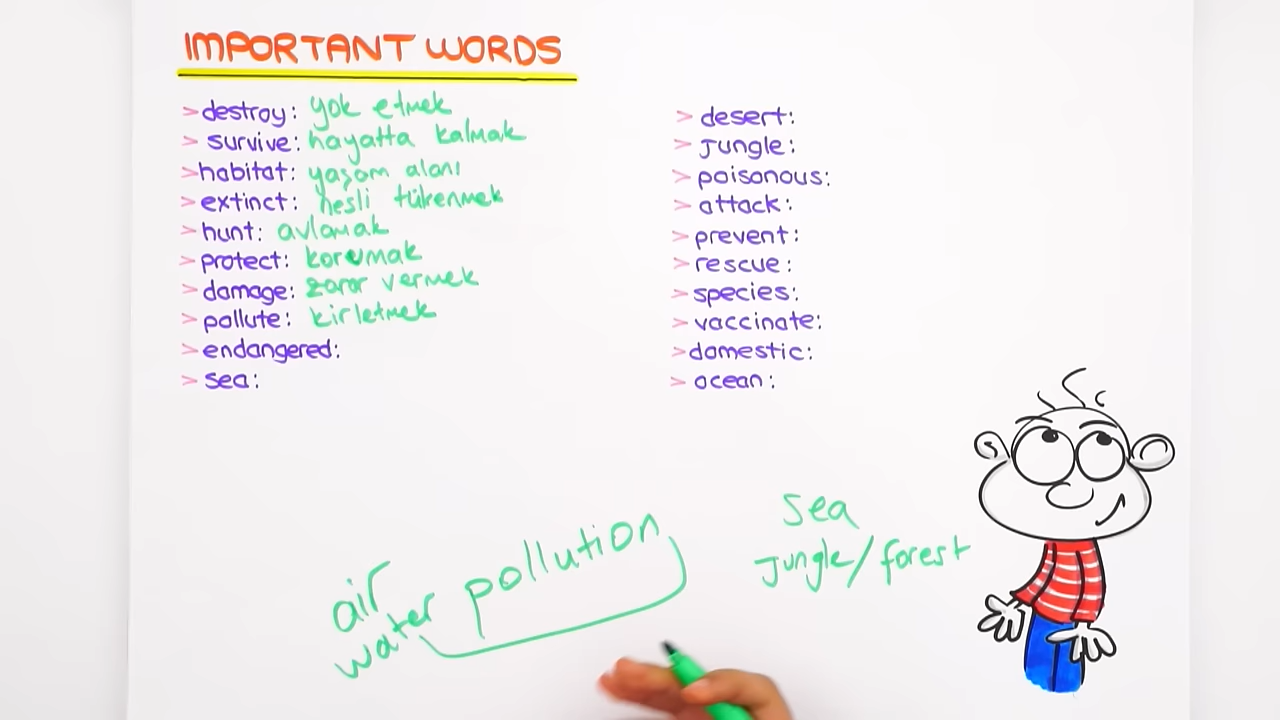 IMPORTANT WORDS
> destroy: yok etmek
> survive: hayatta kalmak
> habitat: yaşam alanı
> extinct: nesli tükenmek
> hunt: avlamak
> protect: korumak
> damage: zarar vermek
> pollute: kirletmek
> endangered:
> sea:
> desert:
> jungle:
> poisonous:
> attack:
> prevent:
> rescue:
> species:
> vaccinate:
> domestic:
> ocean:
air
water pollution
sea
jungle/forest